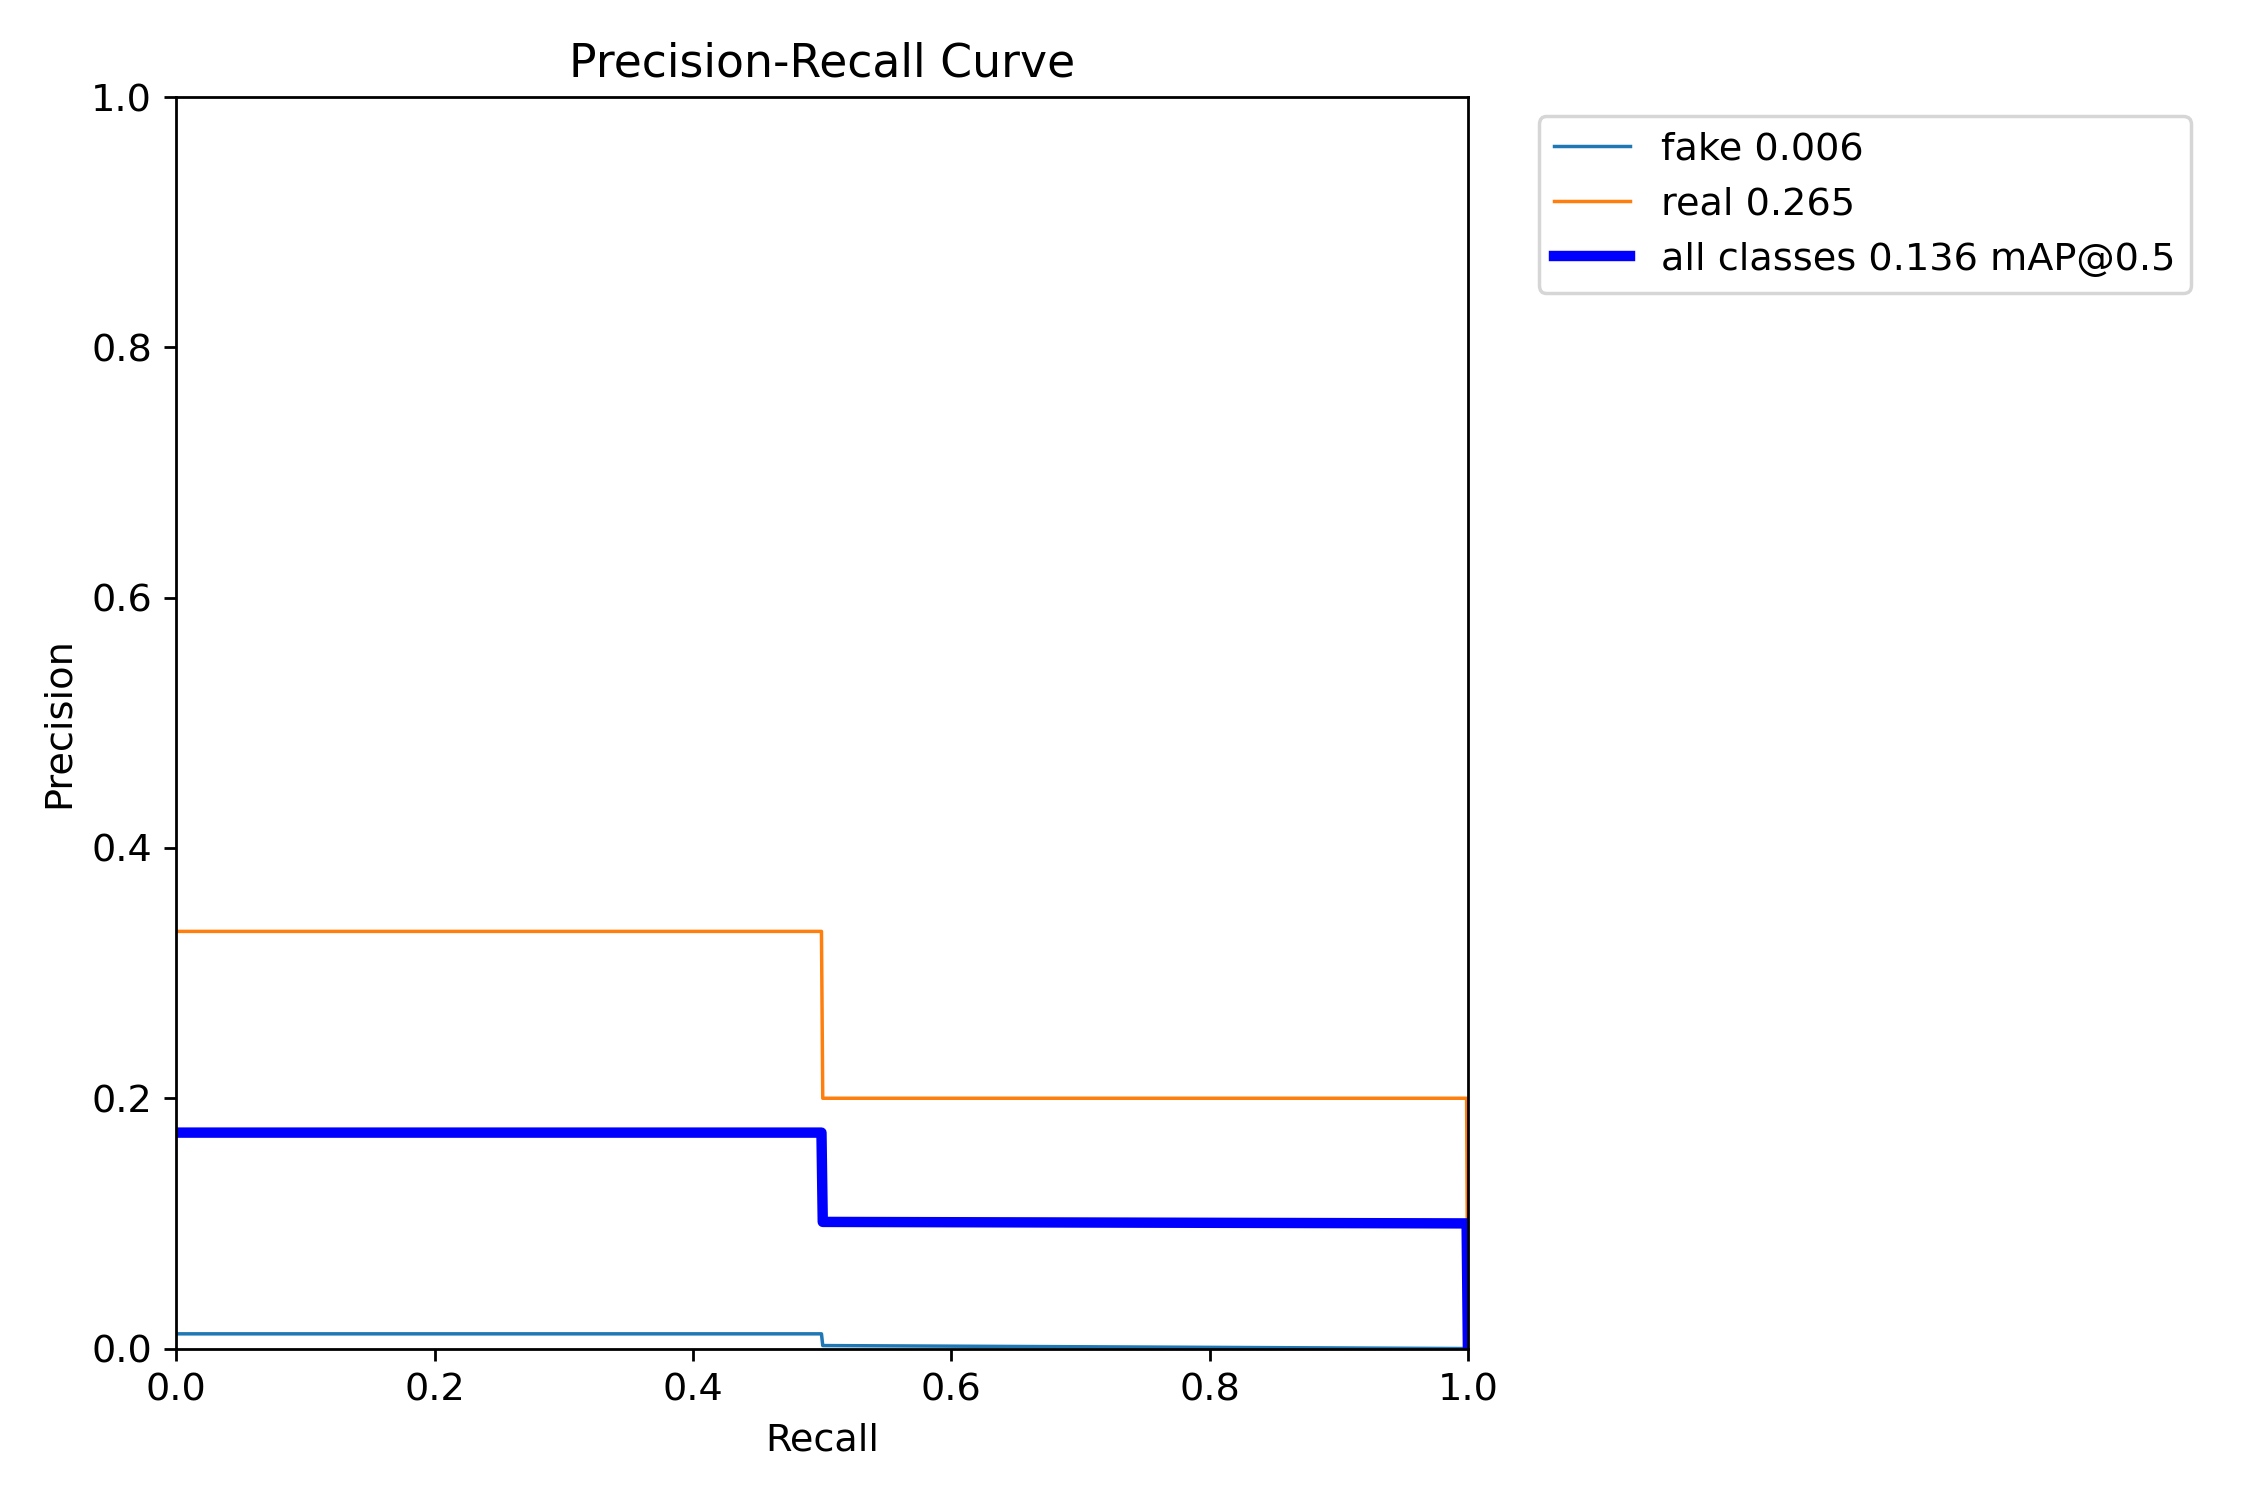 Precision-Recall Curve
1.0
0.8
0.6
0.4
0.2
0.0
Precision
0.0 0.2 0.4 0.6 0.8 1.0
Recall
fake 0.006
real 0.265
all classes 0.136 mAP@0.5